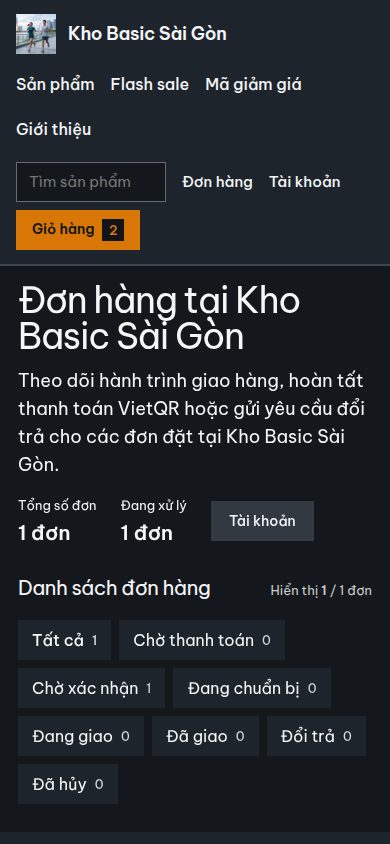 Kho Basic Sài Gòn
Sản phẩm Flash sale Mã giảm giá
Giới thiệu
Tìm sản phẩm Đơn hàng Tài khoản
Giỏ hàng 2
Đơn hàng tại Kho
Basic Sài Gòn
Theo dõi hành trình giao hàng, hoàn tất
thanh toán VietQR hoặc gửi yêu cầu đổi
trả cho các đơn đặt tại Kho Basic Sài
Gòn.
Tổng số đơn Đang xử lý
1 đơn 1 đơn Tài khoản
Danh sách đơn hàng Hiển thị 1 / 1 đơn
Tất cả 1 Chờ thanh toán 0
Chờ xác nhận 1 Đang chuẩn bị 0
Đang giao 0 Đã giao 0 Đổi trả 0
Đã hủy 0